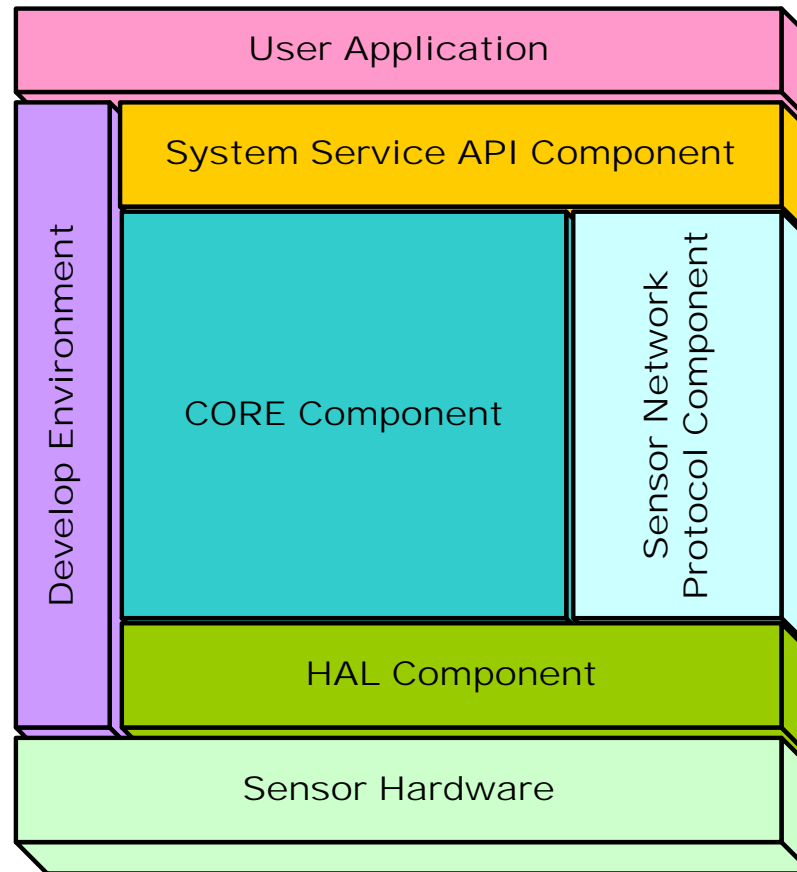 User Application
System Service API Component
Develop Environment
CORE Component
Sensor Network
Protocol Component
HAL Component
Sensor Hardware